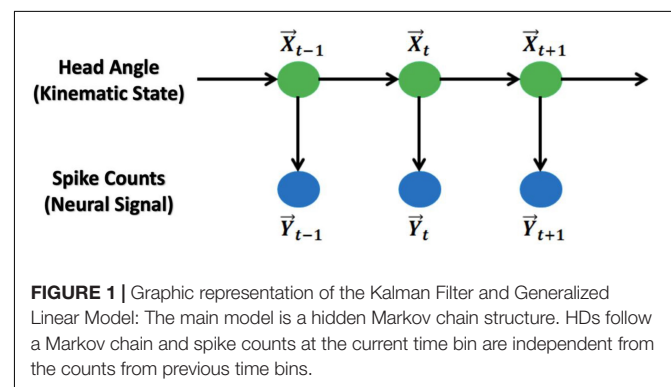 X⃗ₜ₋₁ X⃗ₜ X⃗ₜ₊₁
Head Angle
(Kinematic State)
Spike Counts
(Neural Signal)
Y⃗ₜ₋₁ Y⃗ₜ Y⃗ₜ₊₁
FIGURE 1 | Graphic representation of the Kalman Filter and Generalized
Linear Model: The main model is a hidden Markov chain structure. HDs follow
a Markov chain and spike counts at the current time bin are independent from
the counts from previous time bins.